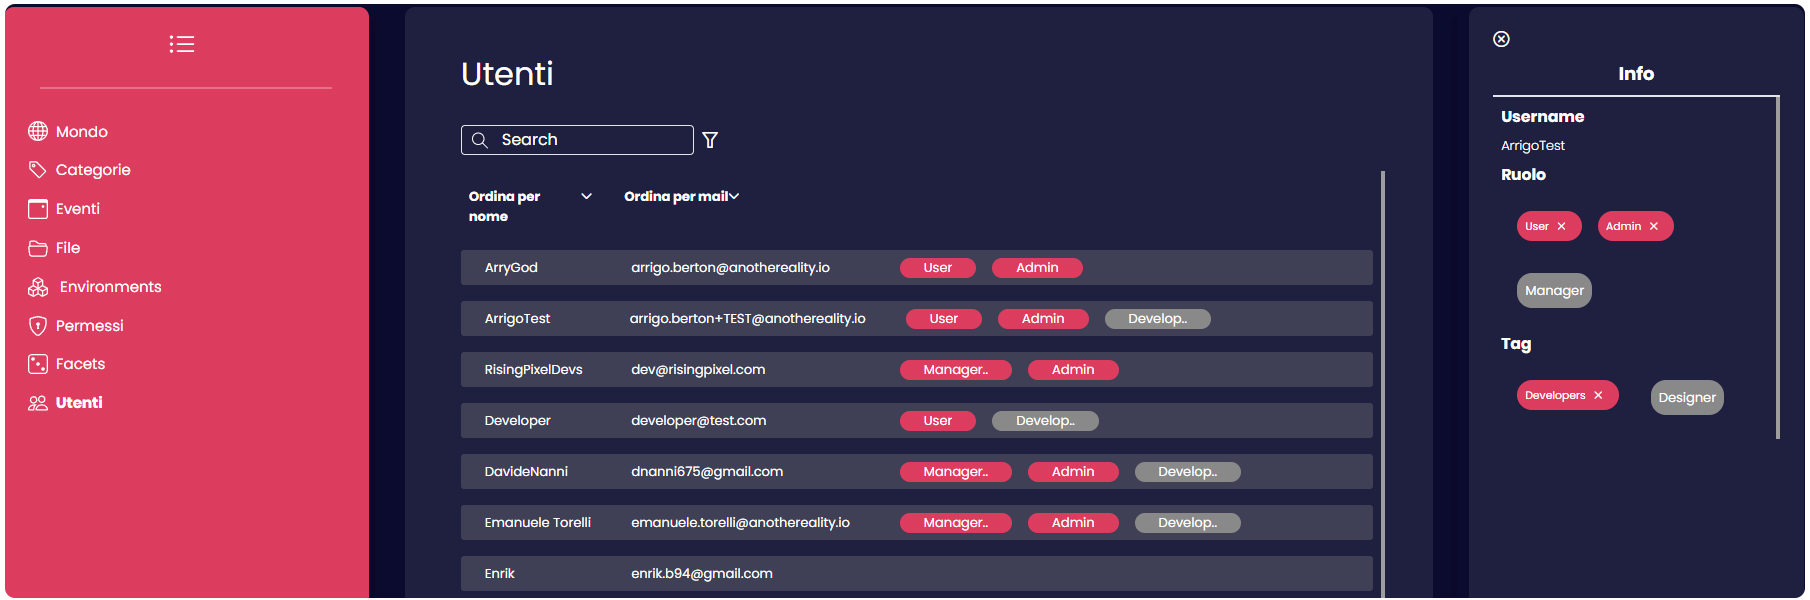 Mondo
Categorie
Eventi
File
Environments
Permessi
Facets
Utenti
Utenti
Search
Ordina per nome
Ordina per mail
ArryGod arrigo.berton@anothereality.io User Admin
ArrigoTest arrigo.berton+TEST@anothereality.io User Admin Develop..
RisingPixelDevs dev@risingpixel.com Manager.. Admin
Developer developer@test.com User Develop..
DavideNanni dnanni675@gmail.com Manager.. Admin Develop..
Emanuele Torelli emanuele.torelli@anothereality.io Manager.. Admin Develop..
Enrik enrik.b94@gmail.com
Info
Username
ArrigoTest
Ruolo
User × Admin ×
Manager
Tag
Developers × Designer